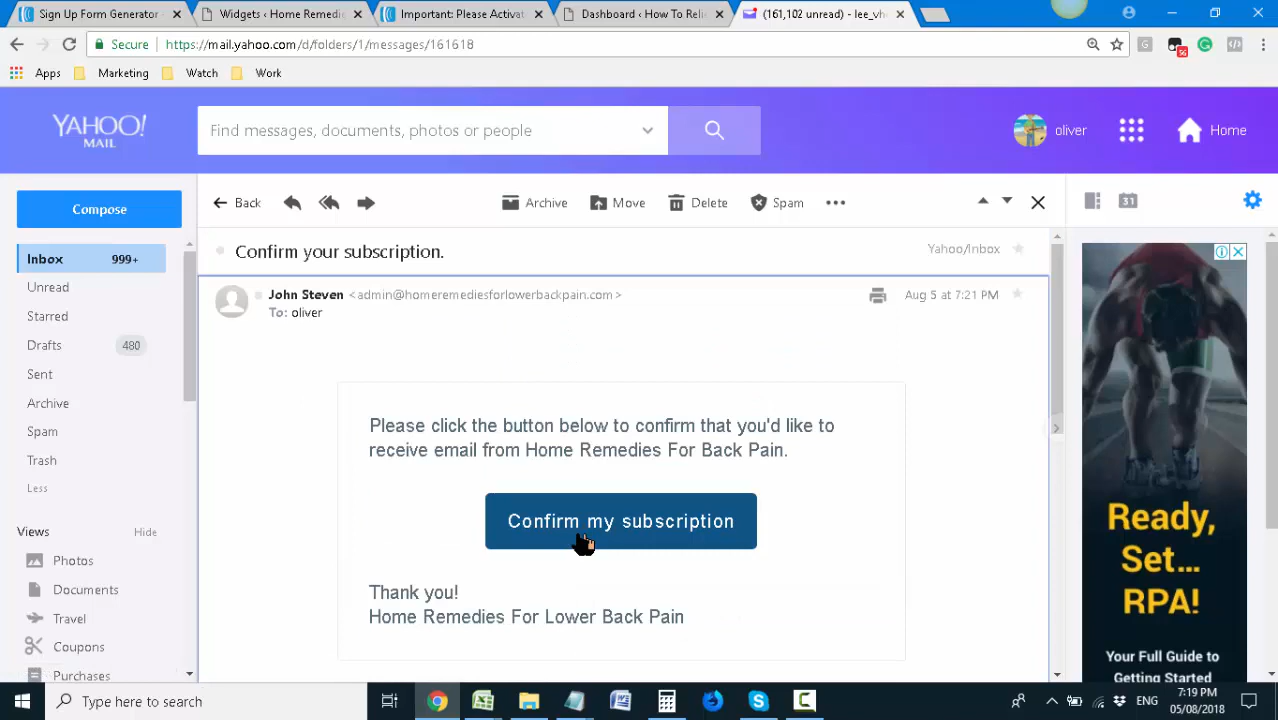 Sign Up Form Generator
Widgets ‹ Home Remedi
Important: Please Activat
Dashboard ‹ How To Relie
(161,102 unread) - lee_vh
Secure
https://mail.yahoo.com/d/folders/1/messages/161618
Apps
Marketing
Watch
Work
YAHOO!
MAIL
Find messages, documents, photos or people
oliver
Home
Compose
Back
Archive
Move
Delete
Spam
31
Inbox 999+
Unread
Starred
Drafts 480
Sent
Archive
Spam
Trash
Less
Views Hide
Photos
Documents
Travel
Coupons
Purchases
Confirm your subscription.
Yahoo/Inbox
John Steven <admin@homeremediesforlowerbackpain.com>
Aug 5 at 7:21 PM
To: oliver
Please click the button below to confirm that you'd like to
receive email from Home Remedies For Back Pain.
Confirm my subscription
Thank you!
Home Remedies For Lower Back Pain
Ready,
Set...
RPA!
Your Full Guide to
Getting Started
Type here to search
ENG
7:19 PM
05/08/2018